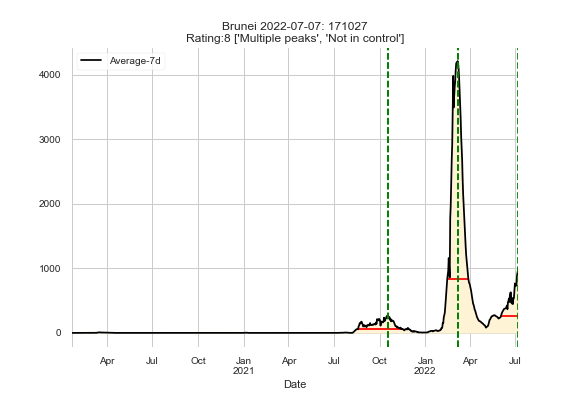 Brunei 2022-07-07: 171027
Rating:8 ['Multiple peaks', 'Not in control']
Average-7d
4000
3000
2000
1000
0
Apr Jul Oct Jan Apr Jul Oct Jan Apr Jul
2021 2022
Date